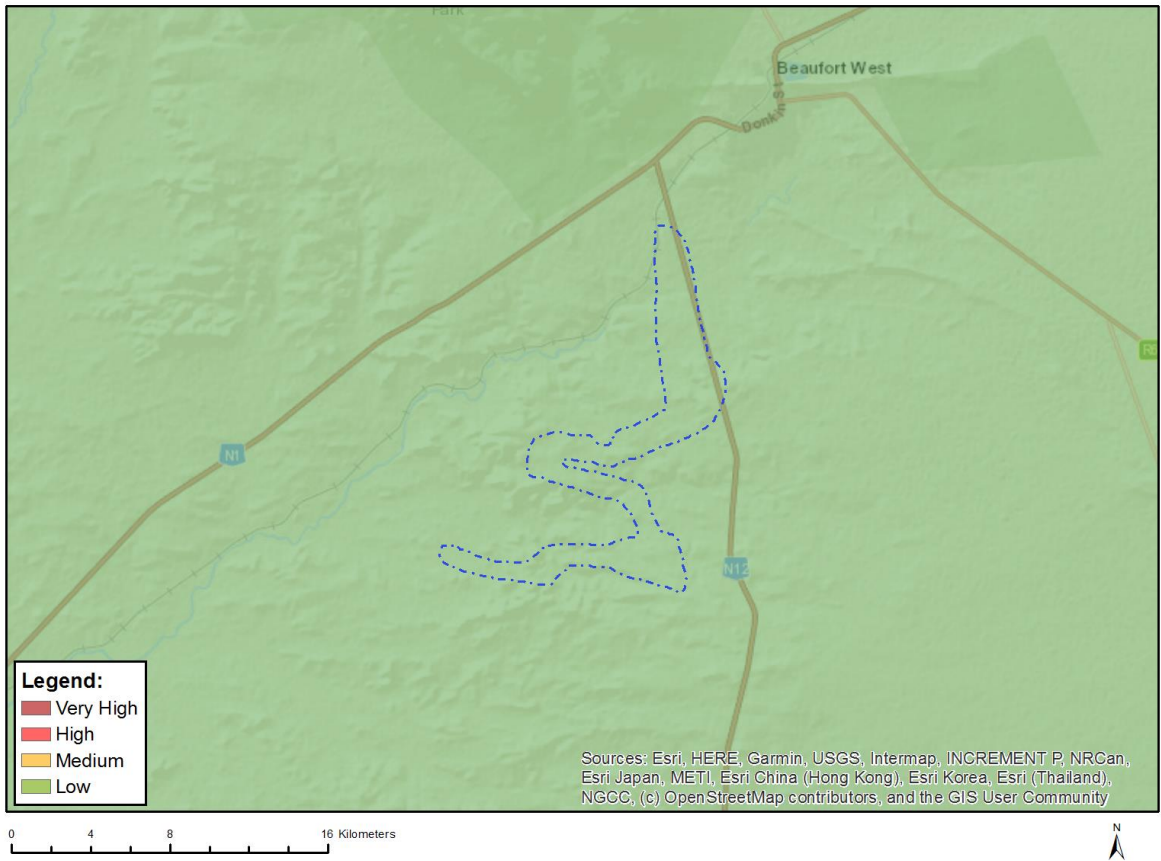 Park
Beaufort West
Donkin St
N1
N12
Legend:
Very High
High
Medium
Low
Sources: Esri, HERE, Garmin, USGS, Intermap, INCREMENT P, NRCan,
Esri Japan, METI, Esri China (Hong Kong), Esri Korea, Esri (Thailand),
NGCC, (c) OpenStreetMap contributors, and the GIS User Community
0 4 8 16 Kilometers
N